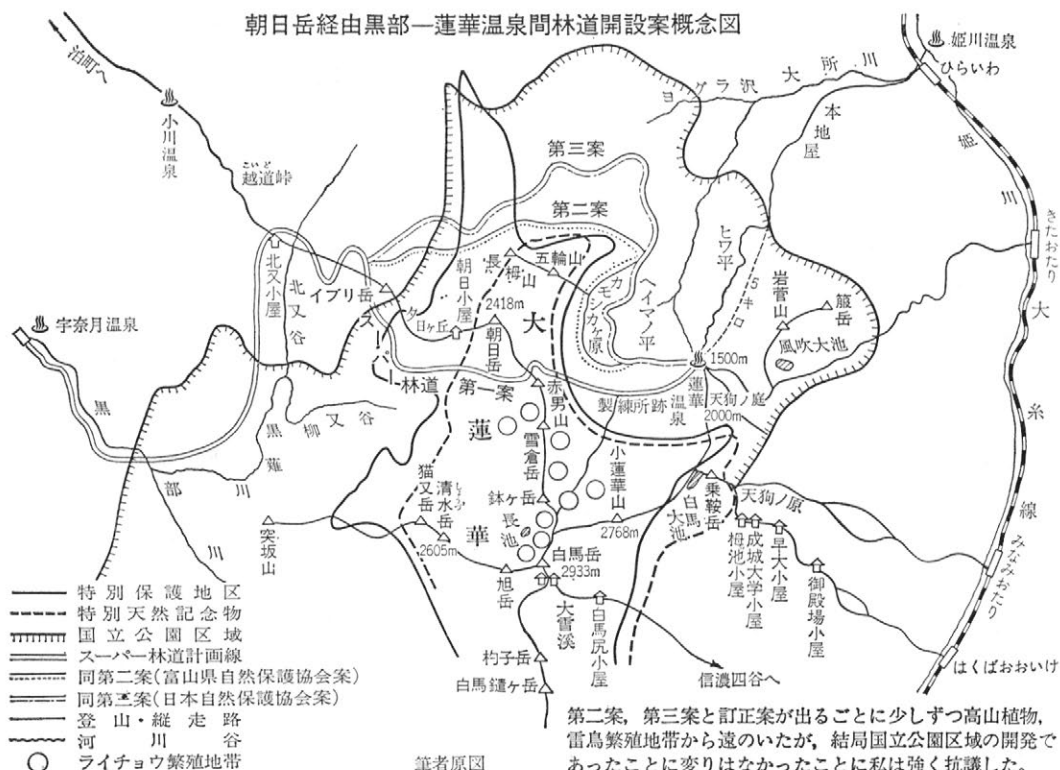 朝日岳経由黒部―蓮華温泉間林道開設案概念図
泊町へ
小川温泉
こいど
越道峠
姫川温泉
ひらいわ
大所川
ヨグラ沢
本地屋
姫川
きたおたり
大糸線
みなみおたり
はくばおおいけ
第三案
第二案
長栂山
五輪山
カモシカヶ原
ヘイマノ平
ヒワ平
5キロ
岩菅山
風吹大池
1500m
蓮華温泉
天狗ノ庭
2000m
北又小屋
北又谷
イブリ岳
朝日小屋
夕日ヶ丘
2418m
朝日岳
大蓮華
スーパー林道
第一案
赤男山
製練所跡
宇奈月温泉
黒部川
柳又谷
黒薙川
雪倉岳
小蓮華山
2768m
鉢ヶ岳
長池
猫又岳
清水岳
しょうず
2605m
突坂山
旭岳
白馬岳
2933m
白馬大池
乗鞍岳
天狗ノ原
栂池小屋
成城大学小屋
早大小屋
御殿場小屋
大雪渓
白馬尻小屋
信濃四谷へ
杓子岳
白馬鑓ヶ岳
特別保護地区
特別天然記念物
国立公園区域
スーパー林道計画線
同第二案(富山県自然保護協会案)
同第三案(日本自然保護協会案)
登山・縦走路
河川谷
ライチョウ繁殖地帯
筆者原図
第二案，第三案と訂正案が出るごとに少しずつ高山植物，
雷鳥繁殖地帯から遠のいたが，結局国立公園区域の開発で
あったことに変りはなかったことに私は強く抗議した。